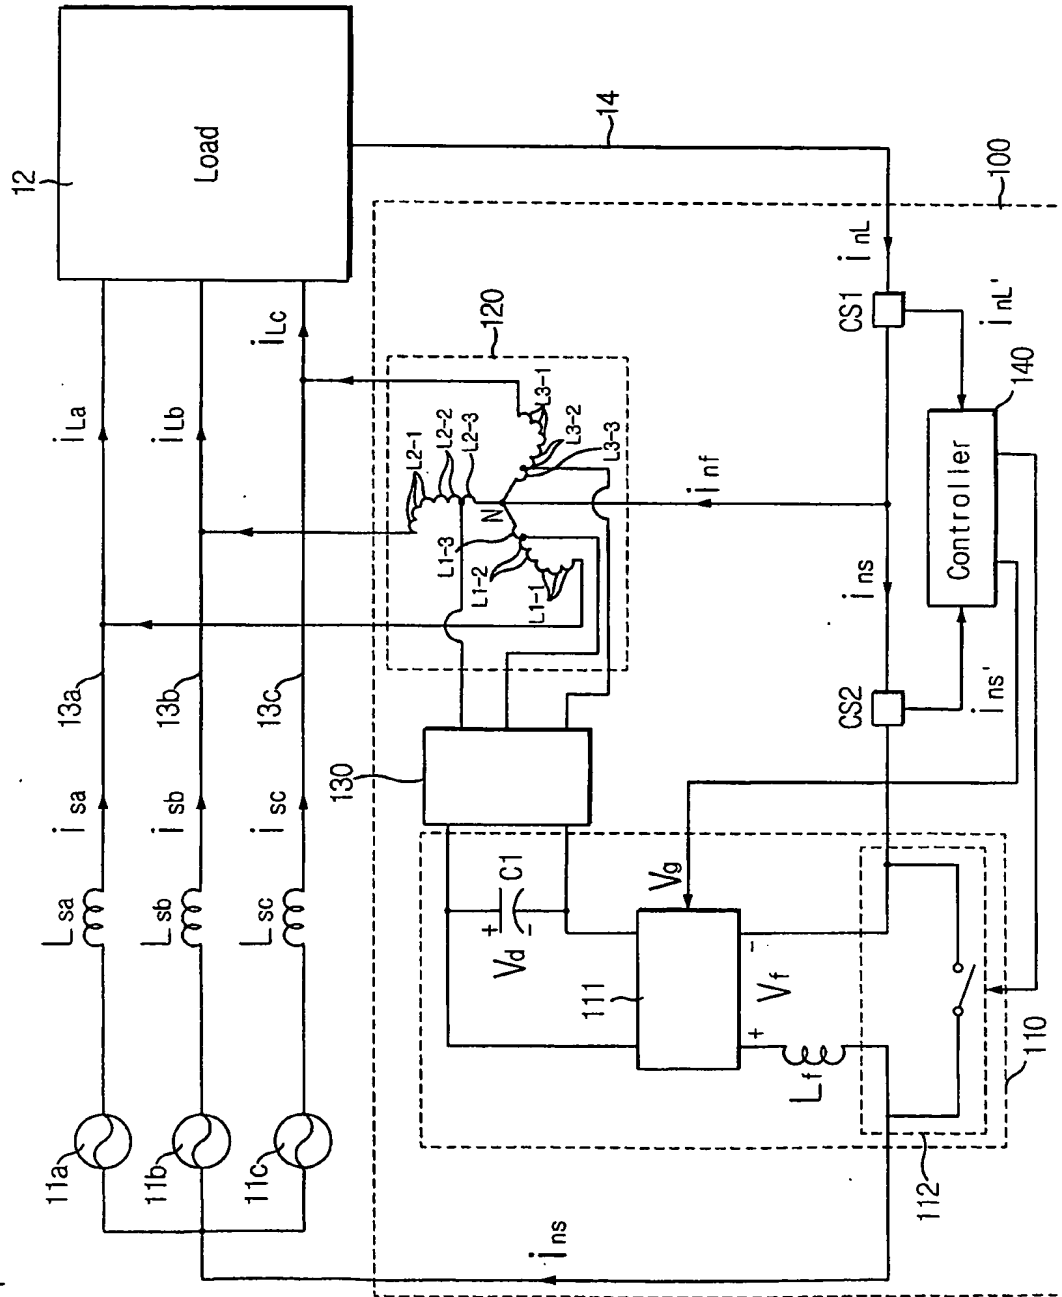 12
Load
14
100
i_La
i_Lb
i_Lc
120
L2-1
L2-2
L2-3
L3-1
L3-2
L3-3
N
L1-3
L1-2
L1-1
i_nf
i_nL
CS1
i_nL'
140
Controller
i_ns
CS2
i_ns'
13a
13b
13c
130
i_sa
i_sb
i_sc
L_sa
L_sb
L_sc
+
-
V_d
C1
V_g
111
-
V_f
+
L_f
110
112
11a
11b
11c
i_ns